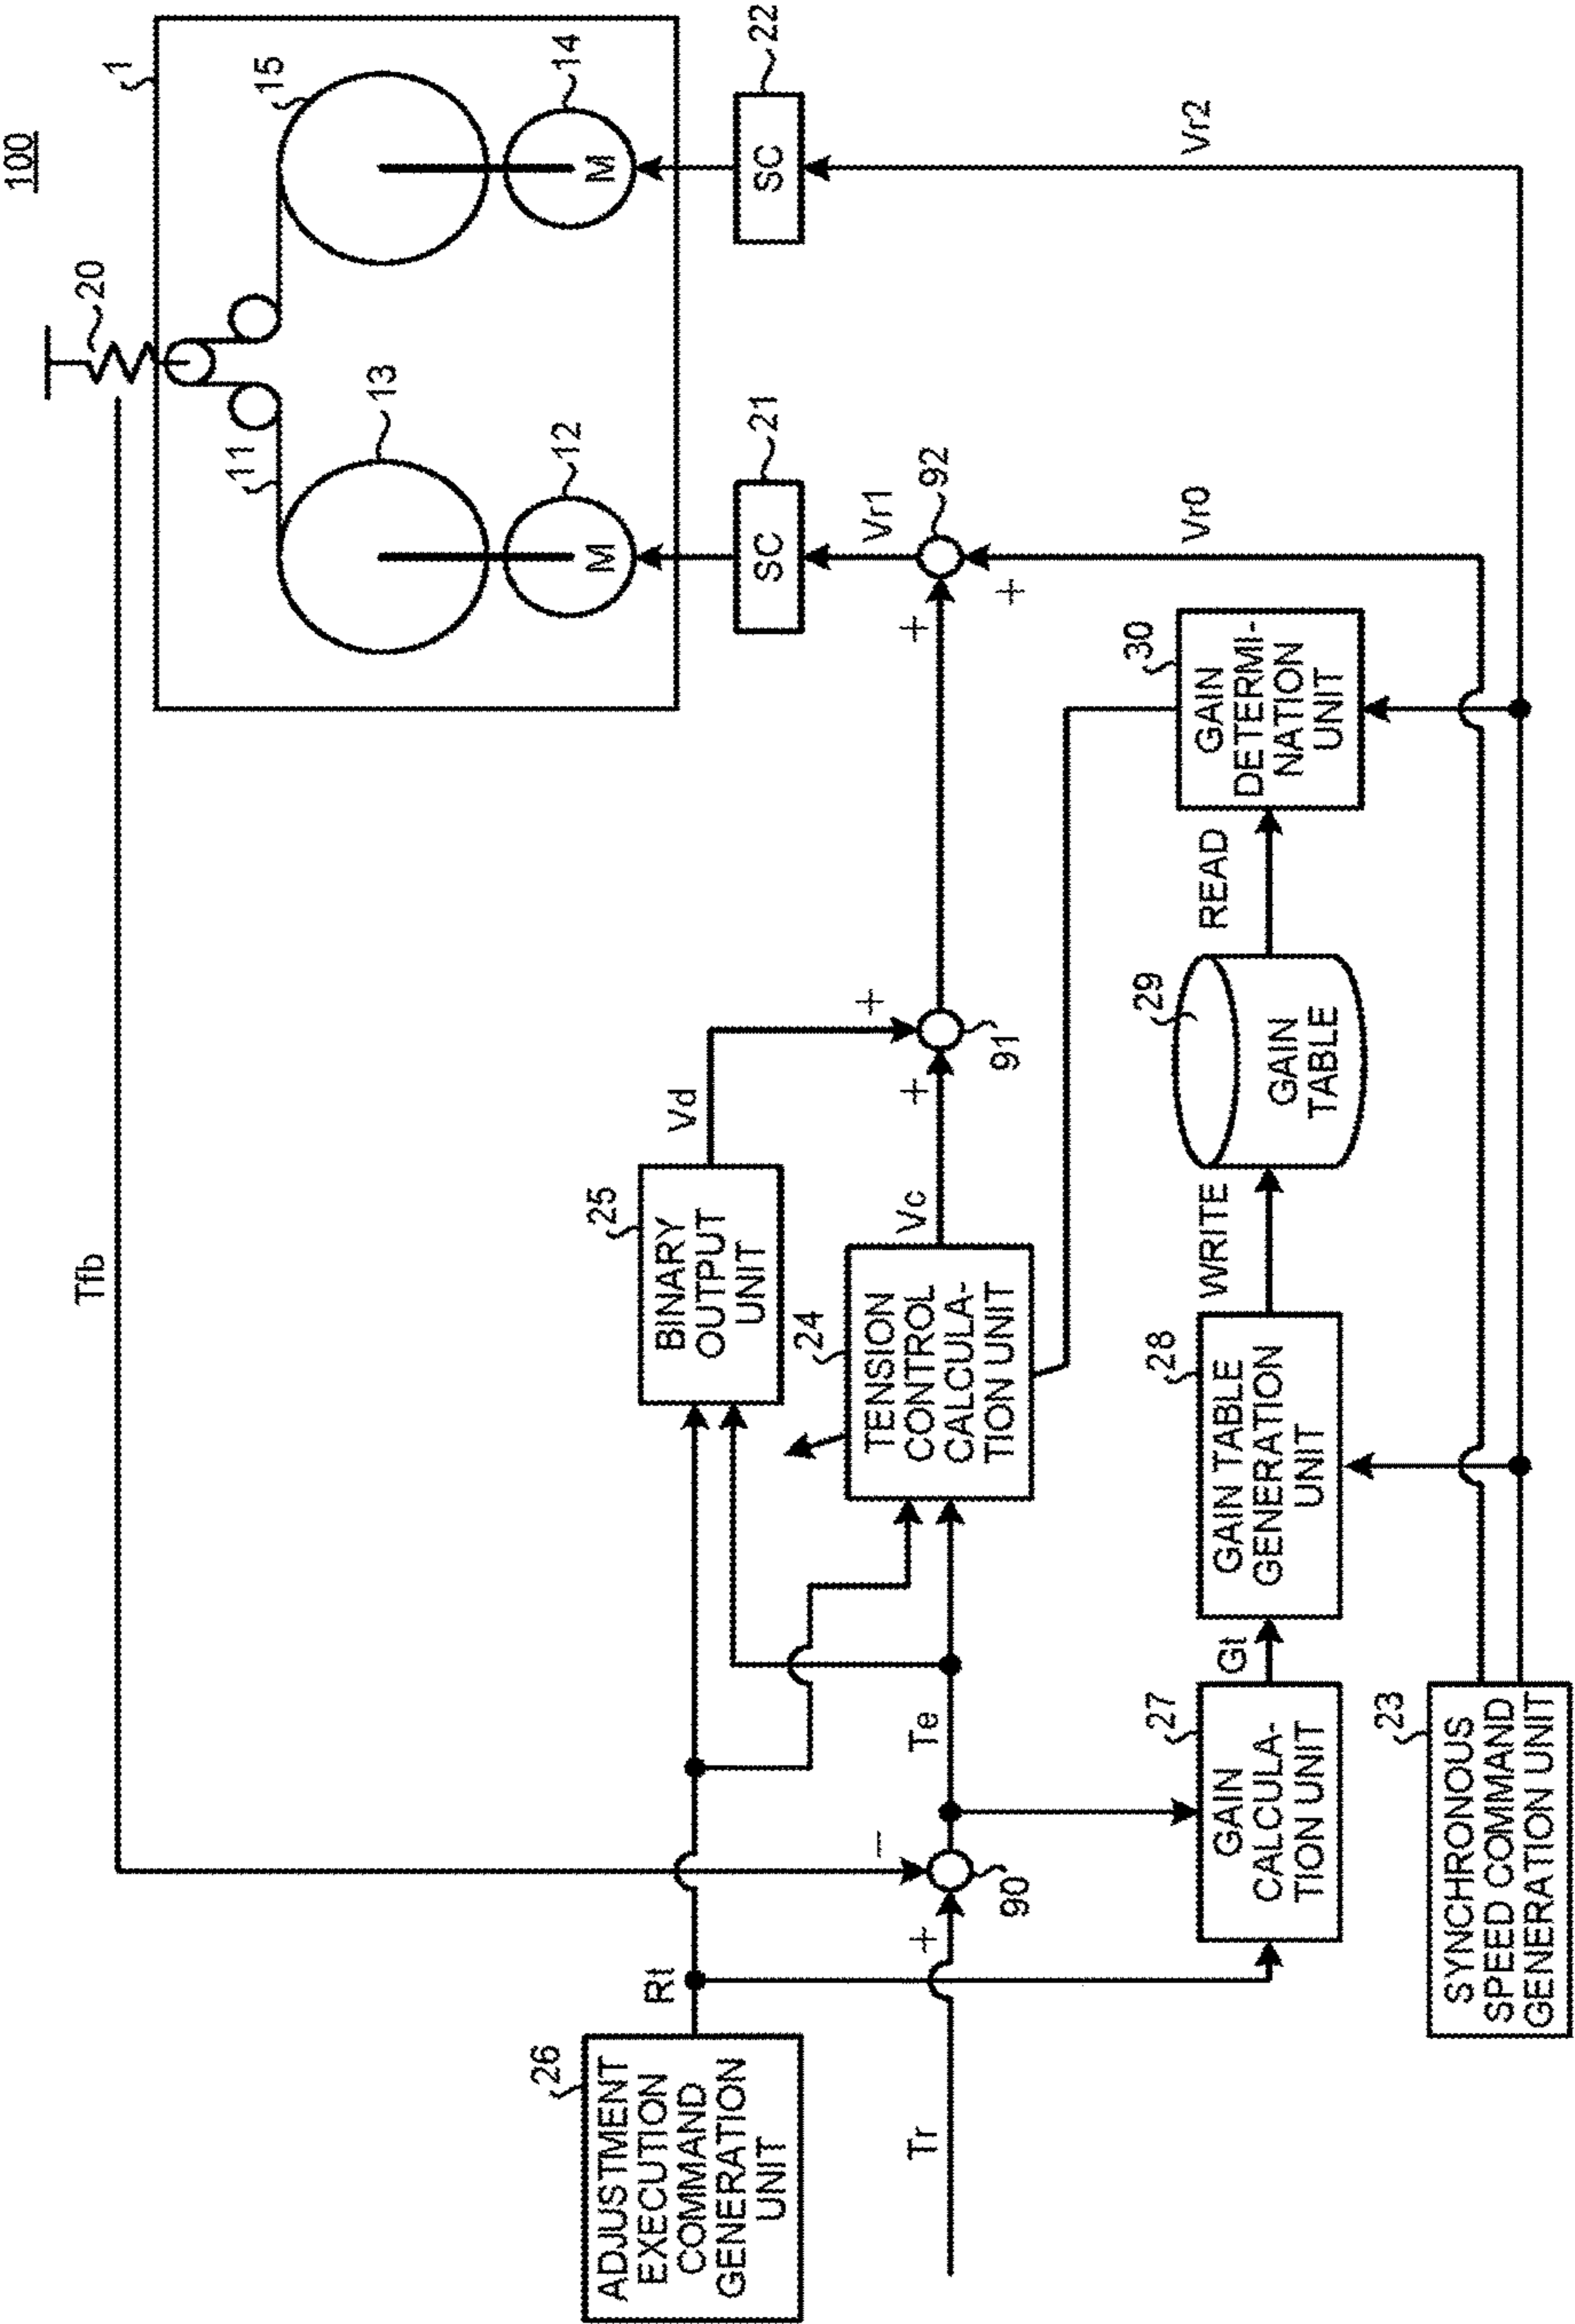 100
1
20
15
14
22
13
12
21
11
M
M
SC
SC
Tfb
Vr1
92
Vr0
Vr2
25
BINARY
OUTPUT
UNIT
Vd
+
+
91
+
+
24
TENSION
CONTROL
CALCULA-
TION UNIT
Vc
30
GAIN
DETERMI-
NATION
UNIT
READ
29
GAIN
TABLE
WRITE
28
GAIN TABLE
GENERATION
UNIT
Gt
27
GAIN
CALCULA-
TION UNIT
23
SYNCHRONOUS
SPEED COMMAND
GENERATION UNIT
26
ADJUSTMENT
EXECUTION
COMMAND
GENERATION
UNIT
Rt
Te
−
+
90
Tr